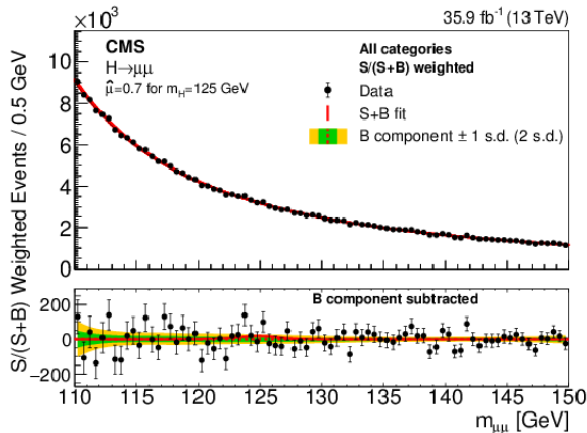 ×10³
35.9 fb⁻¹ (13 TeV)
CMS
H→μμ
μ̂=0.7 for m_H=125 GeV
All categories
S/(S+B) weighted
Data
S+B fit
B component ± 1 s.d. (2 s.d.)
S/(S+B) Weighted Events / 0.5 GeV
10
8
6
4
2
0
B component subtracted
200
0
−200
110 115 120 125 130 135 140 145 150
m_μμ [GeV]